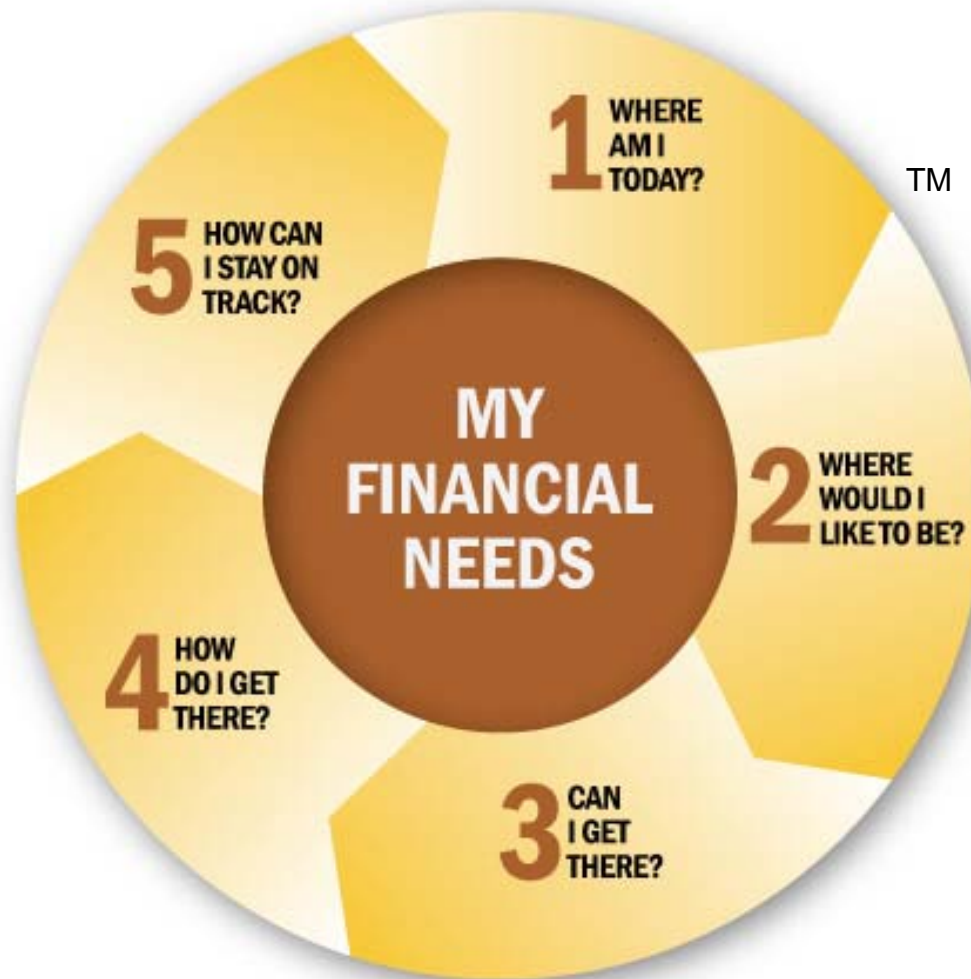 1
WHERE
AM I
TODAY?
TM
2
WHERE
WOULD I
LIKE TO BE?
3
CAN
I GET
THERE?
4
HOW
DO I GET
THERE?
5
HOW CAN
I STAY ON
TRACK?
MY
FINANCIAL
NEEDS